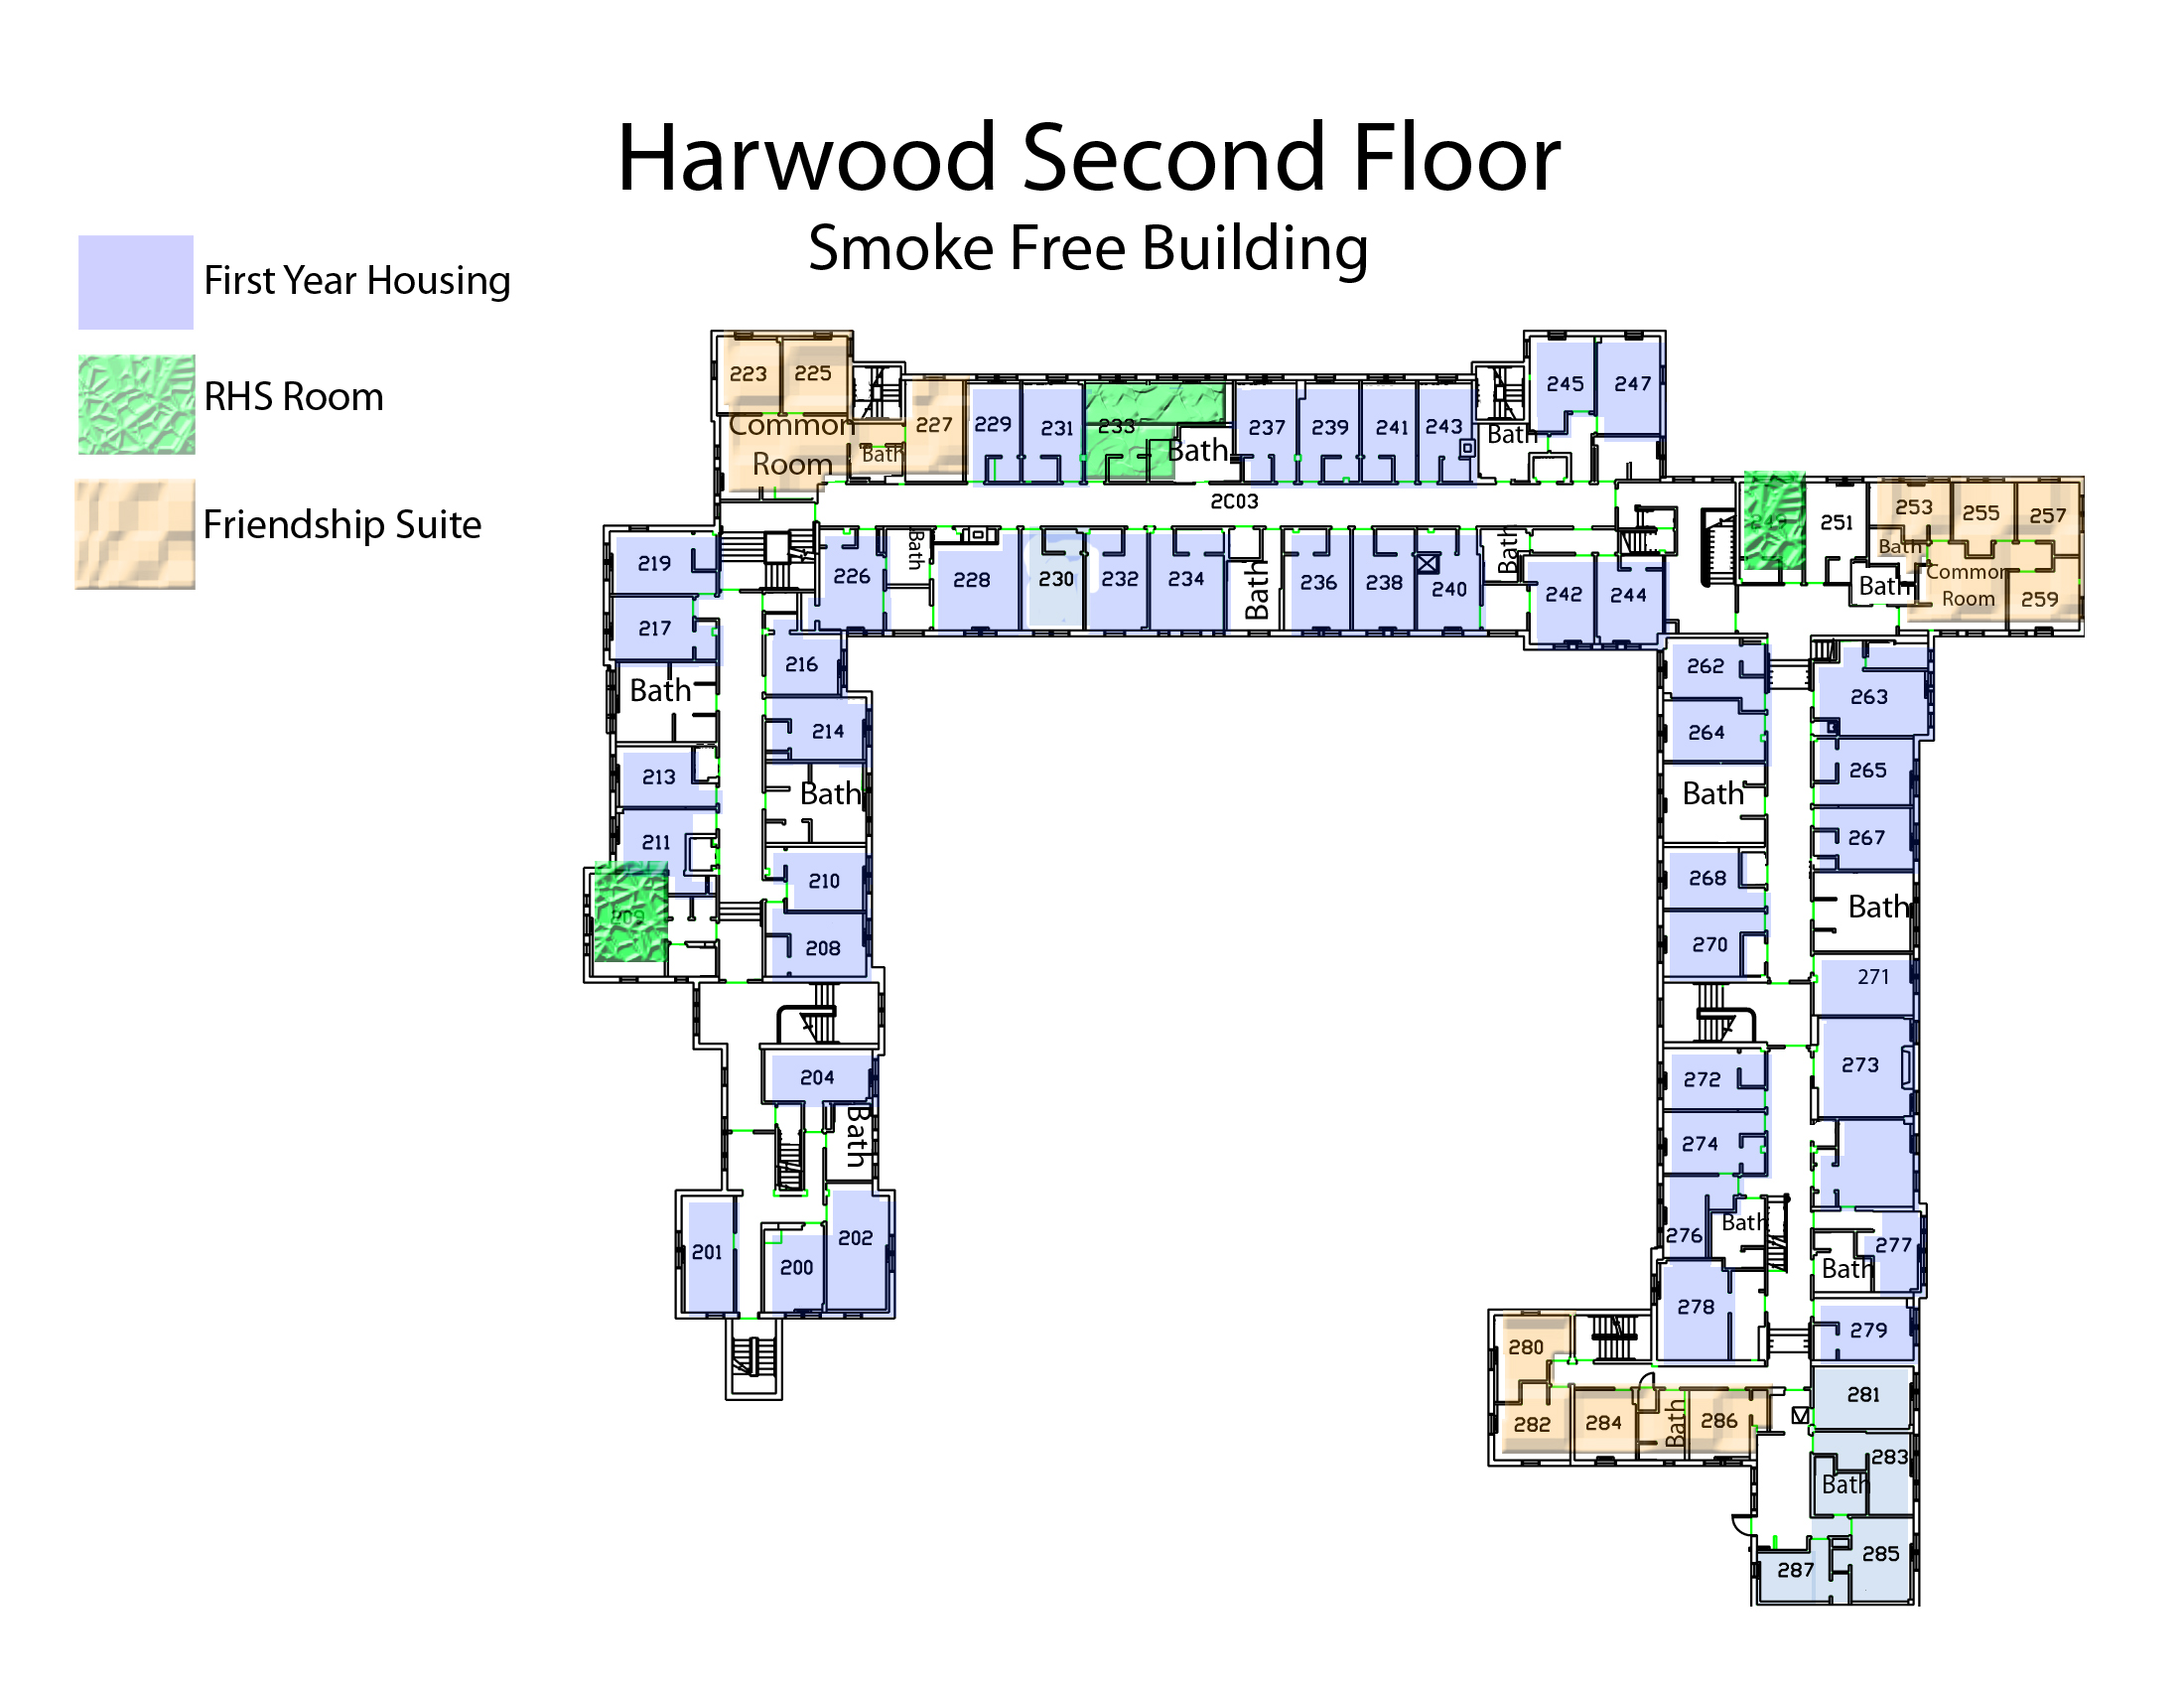 Harwood Second Floor
Smoke Free Building
First Year Housing
RHS Room
Friendship Suite
223
225
Common
Room
Bath
227
229
231
233
Bath
237
239
241
243
Bath
245
247
2C03
249
251
253
255
257
Bath
Common
Room
259
Bath
219
217
Bath
213
211
209
226
Bath
228
230
232
234
Bath
236
238
240
Bath
242
244
216
214
Bath
210
208
204
Bath
201
200
202
262
264
Bath
268
270
272
274
276
Bath
278
263
265
267
Bath
271
273
277
Bath
279
280
282
284
Bath
286
281
283
Bath
285
287